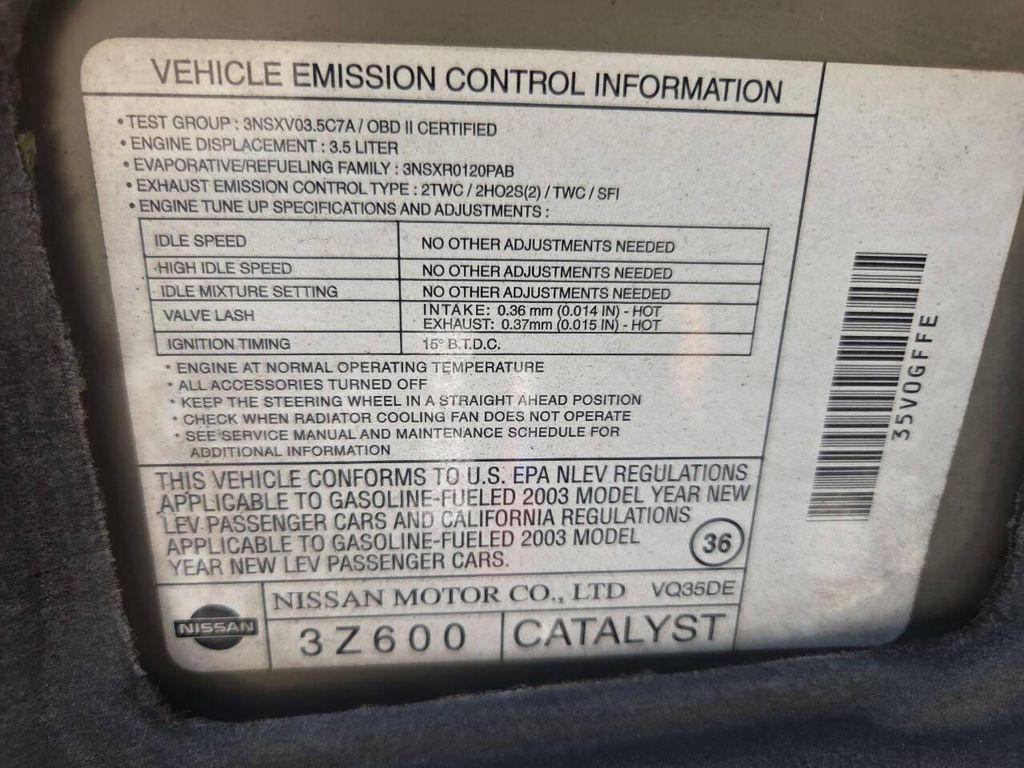 VEHICLE EMISSION CONTROL INFORMATION
• TEST GROUP : 3NSXV03.5C7A / OBD II CERTIFIED
• ENGINE DISPLACEMENT : 3.5 LITER
• EVAPORATIVE/REFUELING FAMILY : 3NSXR0120PAB
• EXHAUST EMISSION CONTROL TYPE : 2TWC / 2HO2S(2) / TWC / SFI
• ENGINE TUNE UP SPECIFICATIONS AND ADJUSTMENTS :
IDLE SPEED NO OTHER ADJUSTMENTS NEEDED
HIGH IDLE SPEED NO OTHER ADJUSTMENTS NEEDED
IDLE MIXTURE SETTING NO OTHER ADJUSTMENTS NEEDED
VALVE LASH INTAKE: 0.36 mm (0.014 IN) - HOT
EXHAUST: 0.37mm (0.015 IN) - HOT
IGNITION TIMING 15° B.T.D.C.
• ENGINE AT NORMAL OPERATING TEMPERATURE
• ALL ACCESSORIES TURNED OFF
• KEEP THE STEERING WHEEL IN A STRAIGHT AHEAD POSITION
• CHECK WHEN RADIATOR COOLING FAN DOES NOT OPERATE
• SEE SERVICE MANUAL AND MAINTENANCE SCHEDULE FOR
ADDITIONAL INFORMATION
THIS VEHICLE CONFORMS TO U.S. EPA NLEV REGULATIONS
APPLICABLE TO GASOLINE-FUELED 2003 MODEL YEAR NEW
LEV PASSENGER CARS AND CALIFORNIA REGULATIONS
APPLICABLE TO GASOLINE-FUELED 2003 MODEL
YEAR NEW LEV PASSENGER CARS.
36
NISSAN
NISSAN MOTOR CO., LTD VQ35DE
3Z600 CATALYST
35V0GFFE